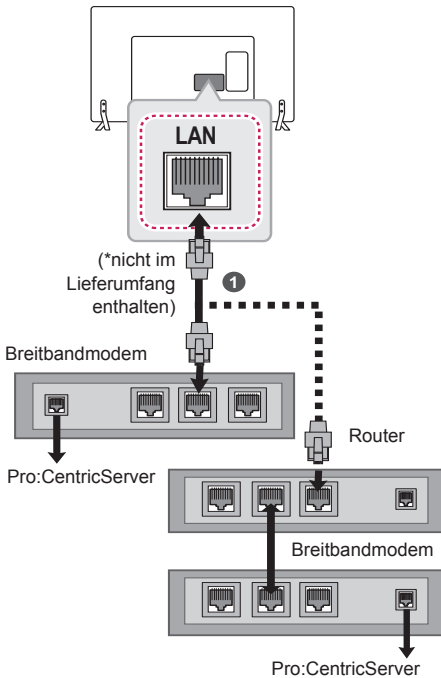 LAN
(*nicht im
Lieferumfang
enthalten)
1
Breitbandmodem
Pro:CentricServer
Router
Breitbandmodem
Pro:CentricServer